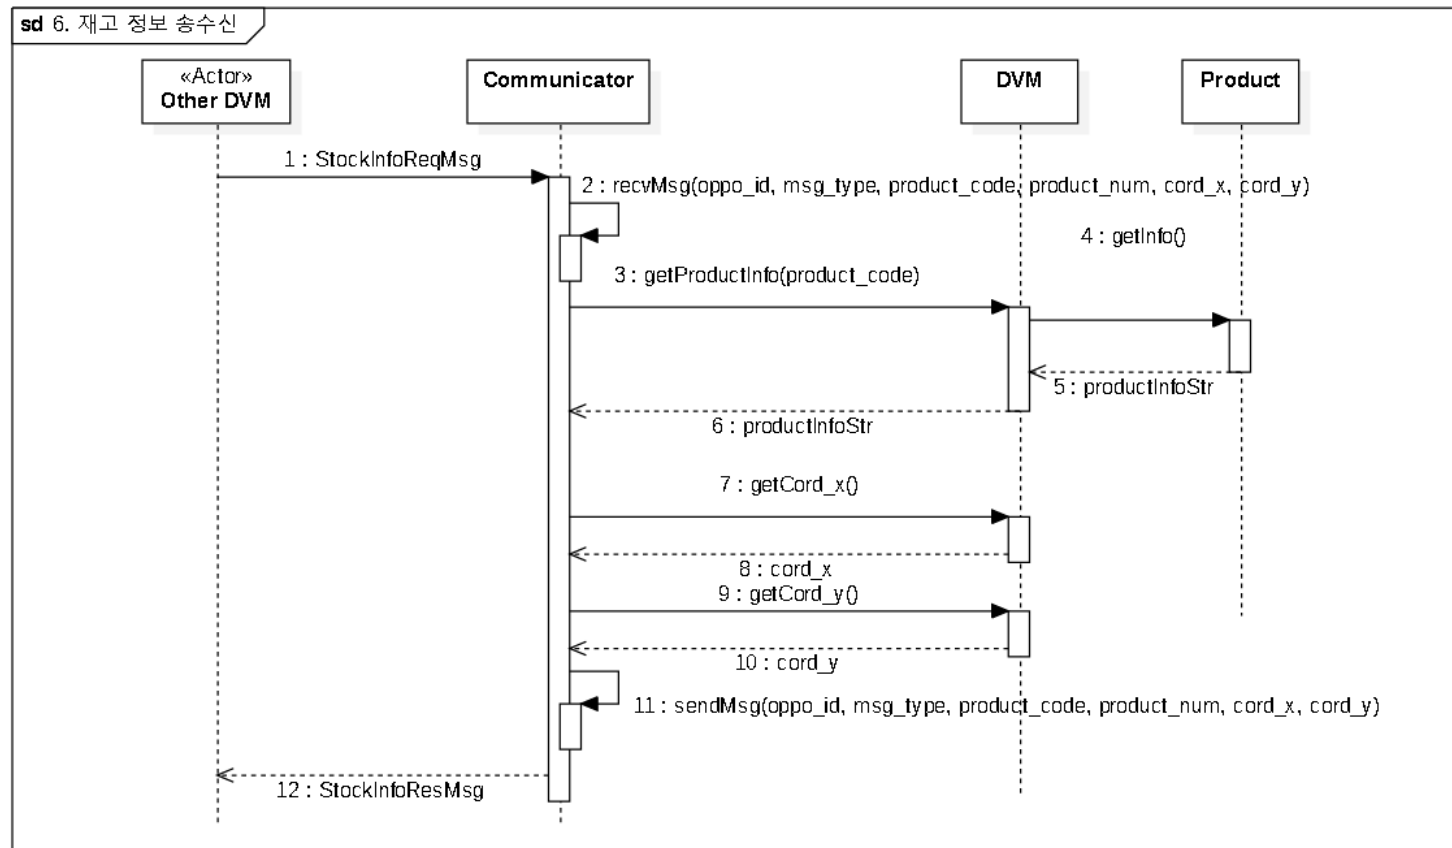 sd 6. 재고 정보 송수신
«Actor»
Other DVM
Communicator
DVM
Product
1 : StockInfoReqMsg
2 : recvMsg(oppo_id, msg_type, product_code, product_num, cord_x, cord_y)
4 : getInfo()
3 : getProductInfo(product_code)
5 : productInfoStr
6 : productInfoStr
7 : getCord_x()
8 : cord_x
9 : getCord_y()
10 : cord_y
11 : sendMsg(oppo_id, msg_type, product_code, product_num, cord_x, cord_y)
12 : StockInfoResMsg